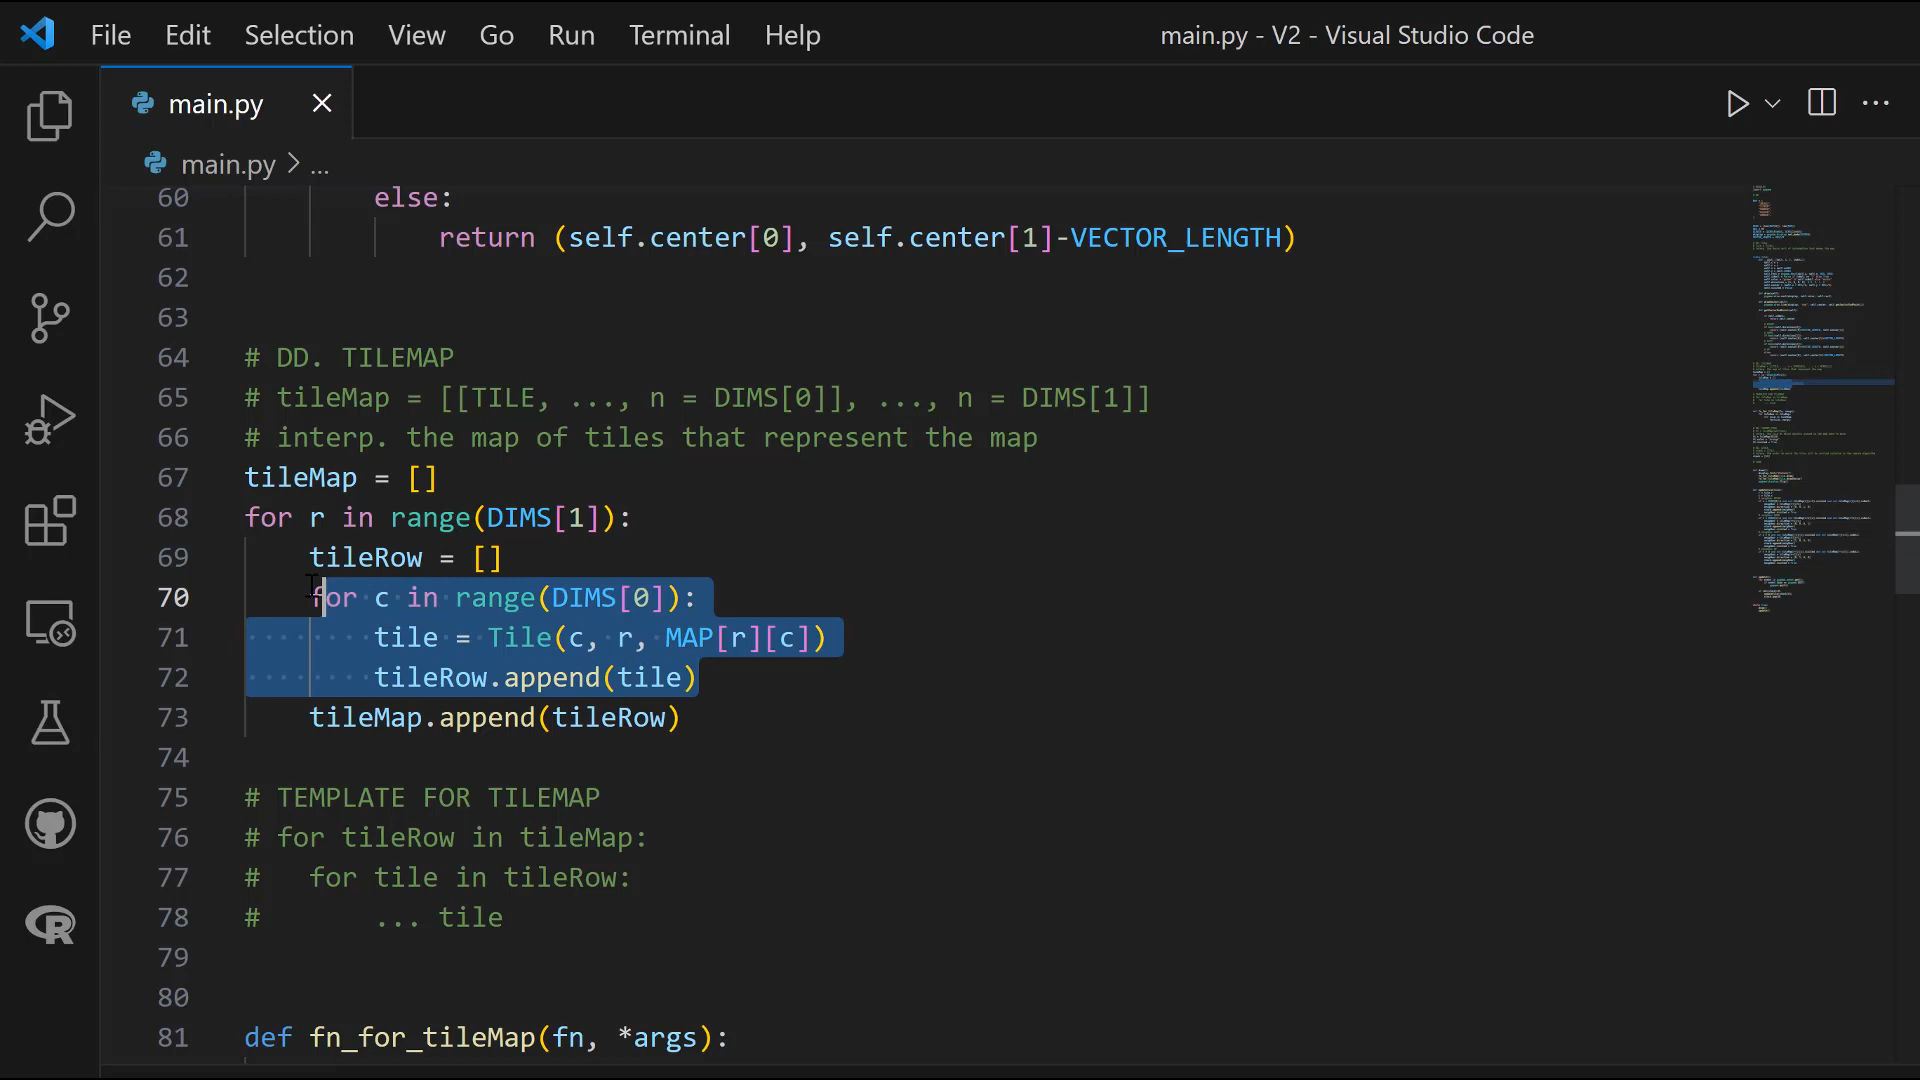 File Edit Selection View Go Run Terminal Help main.py - V2 - Visual Studio Code
main.py
main.py > ...
60 else:
61 return (self.center[0], self.center[1]-VECTOR_LENGTH)
62
63
64 # DD. TILEMAP
65 # tileMap = [[TILE, ..., n = DIMS[0]], ..., n = DIMS[1]]
66 # interp. the map of tiles that represent the map
67 tileMap = []
68 for r in range(DIMS[1]):
69 tileRow = []
70 for c in range(DIMS[0]):
71 tile = Tile(c, r, MAP[r][c])
72 tileRow.append(tile)
73 tileMap.append(tileRow)
74
75 # TEMPLATE FOR TILEMAP
76 # for tileRow in tileMap:
77 # for tile in tileRow:
78 # ... tile
79
80
81 def fn_for_tileMap(fn, *args):